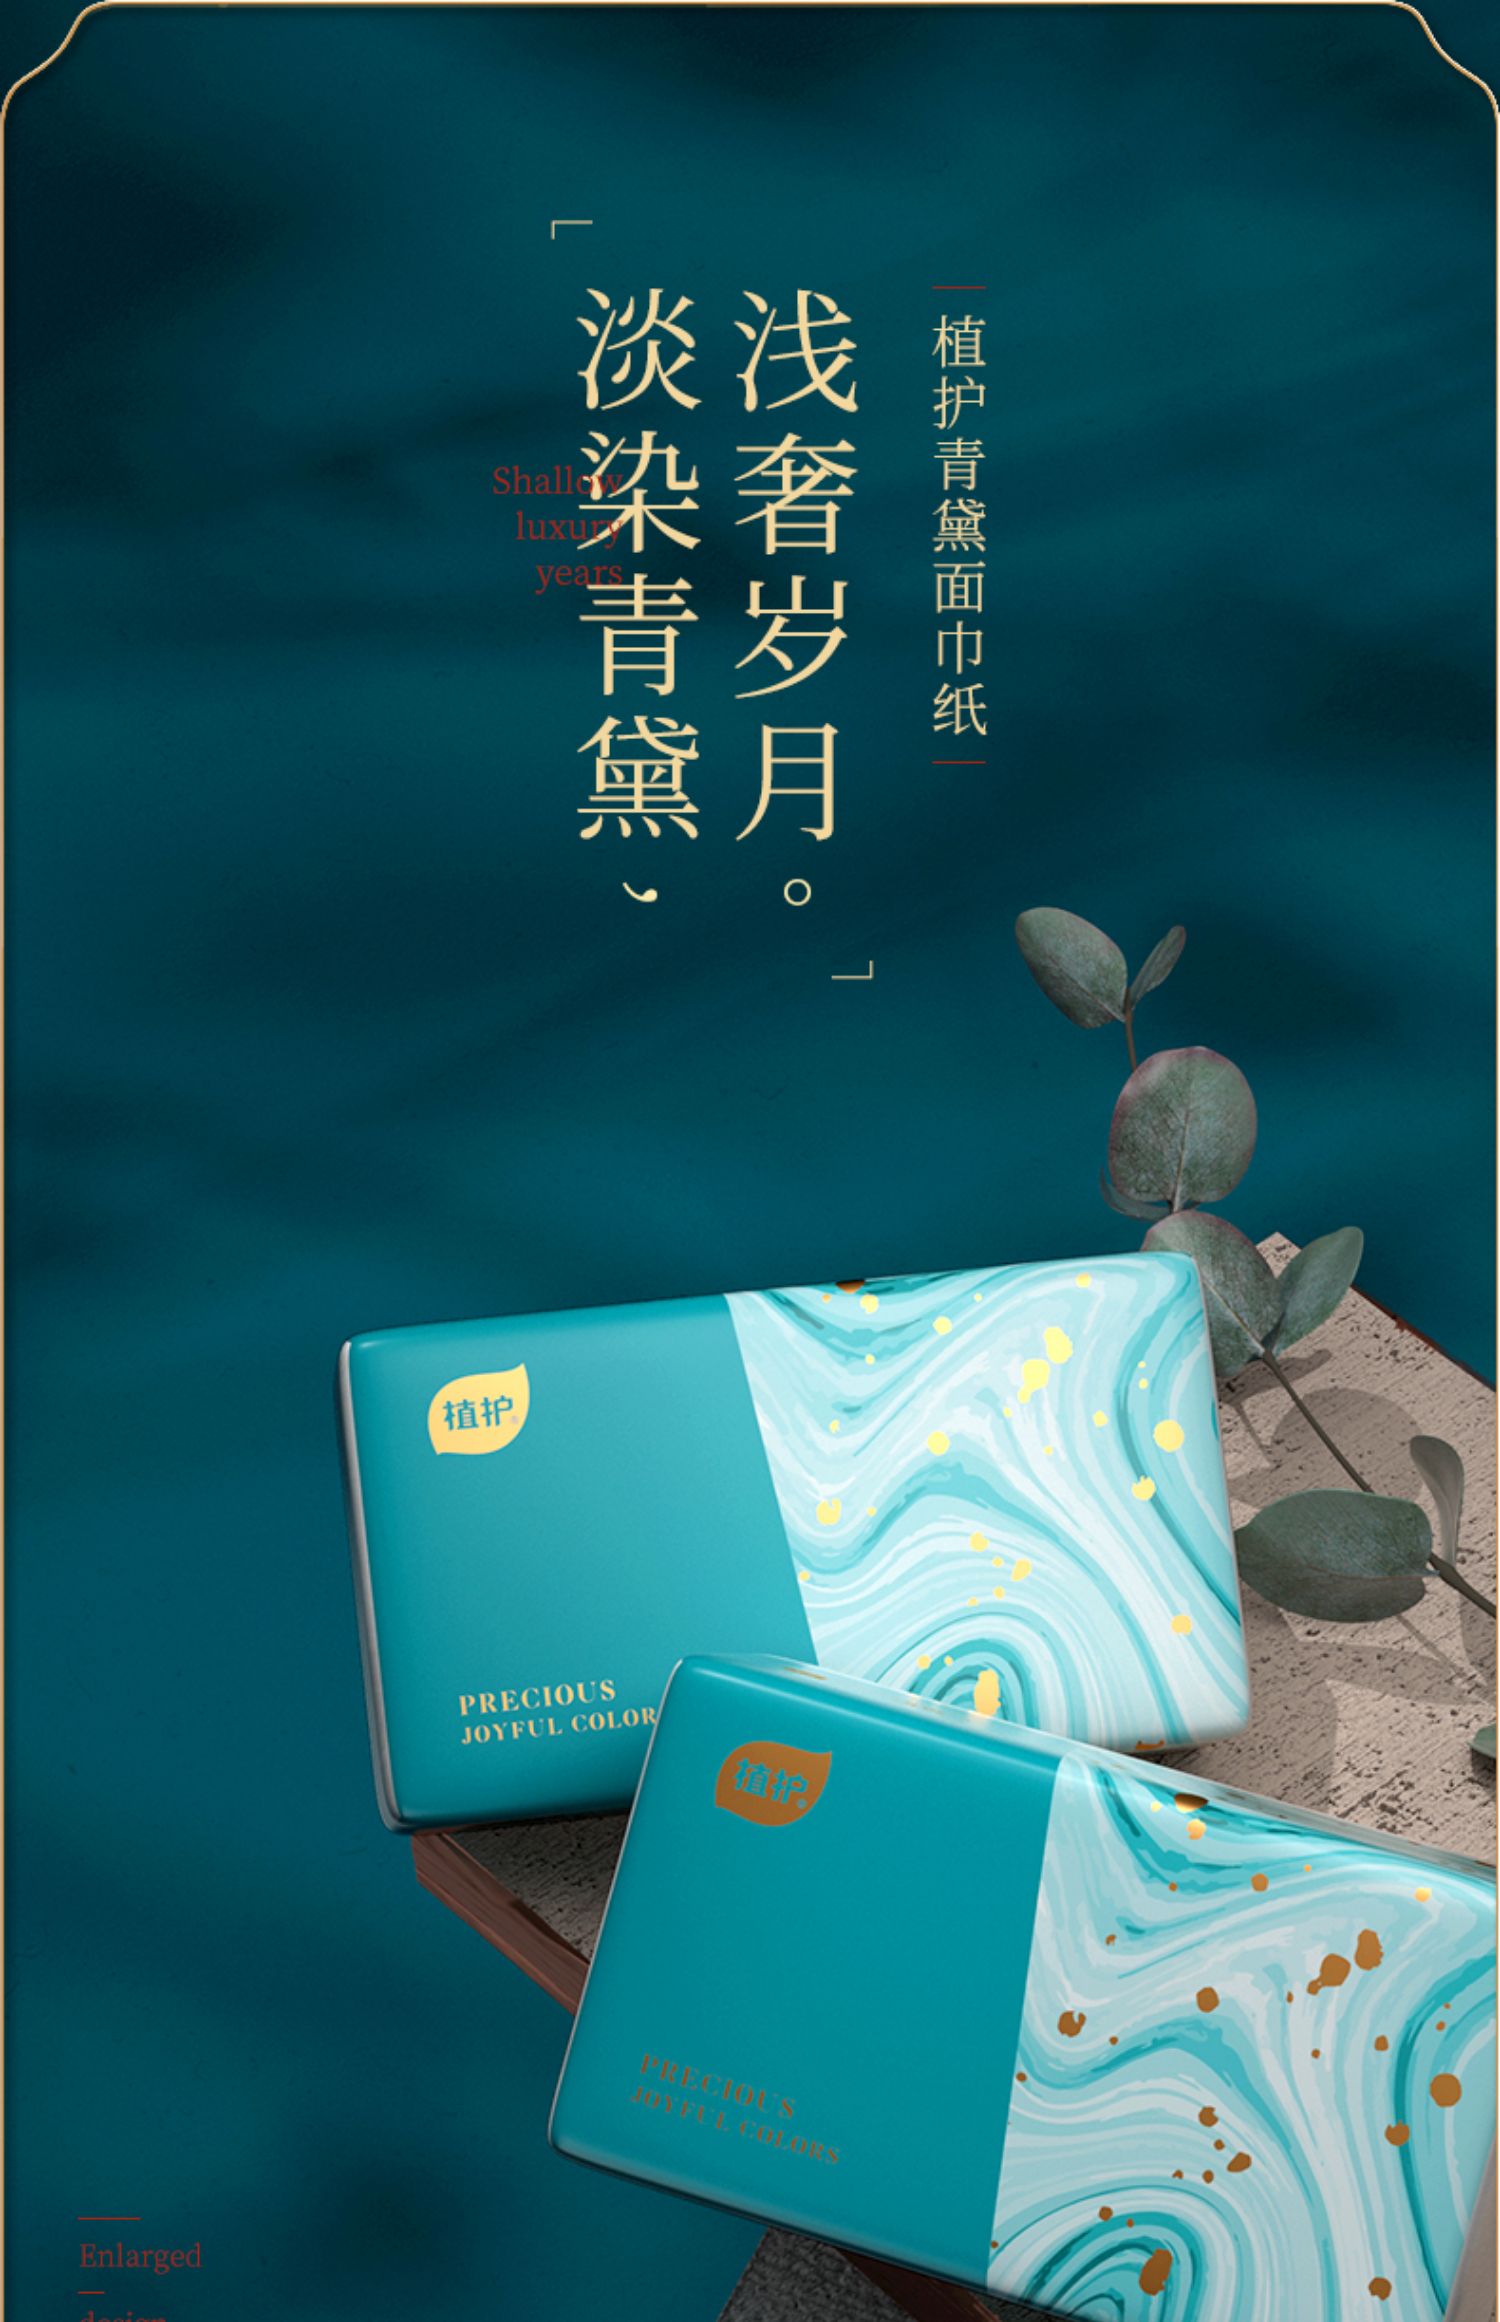 植护青黛面巾纸
浅奢岁月。
淡染青黛，
Shallow
luxury
years
植护
PRECIOUS
JOYFUL COLOR
植护
PRECIOUS
JOYFUL COLORS
Enlarged
design